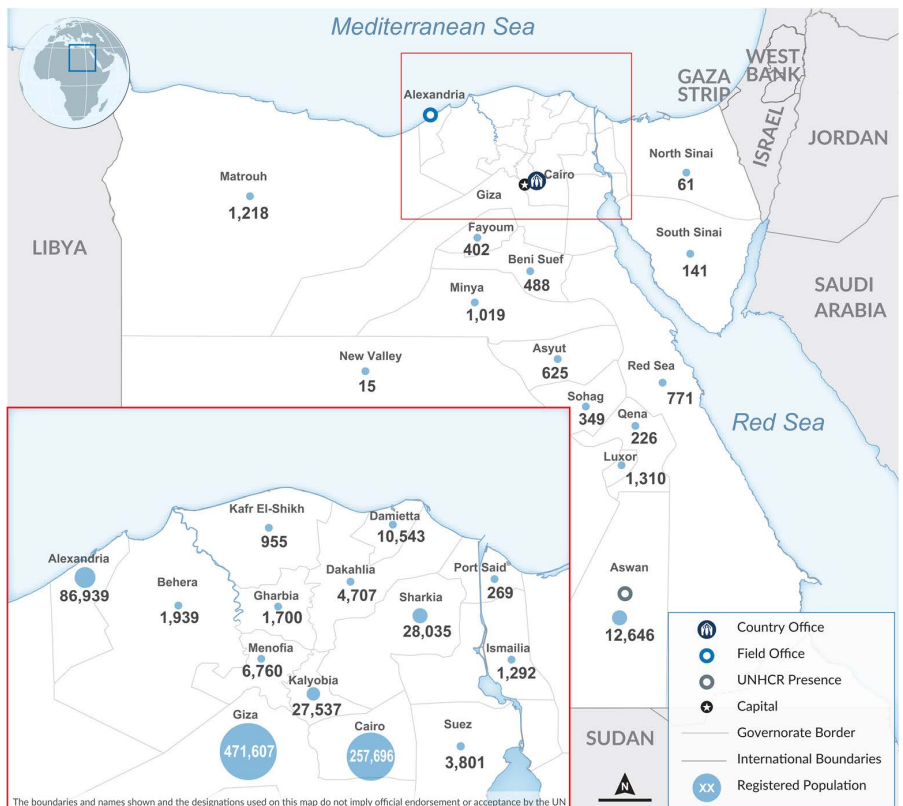 Mediterranean Sea
WEST
BANK
GAZA
STRIP
Alexandria
ISRAEL
JORDAN
North Sinai
61
Matrouh
1,218
Cairo
Giza
LIBYA
Fayoum
402
South Sinai
141
Beni Suef
488
SAUDI
ARABIA
Minya
1,019
Asyut
625
New Valley
15
Red Sea
771
Sohag
349
Qena
226
Red Sea
Luxor
1,310
Kafr El-Shikh
955
Damietta
10,543
Alexandria
86,939
Behera
1,939
Dakahlia
4,707
Port Said
269
Gharbia
1,700
Sharkia
28,035
Aswan
12,646
Menofia
6,760
Ismailia
1,292
Kalyobia
27,537
Giza
471,607
Cairo
257,696
Suez
3,801
SUDAN
N
Country Office
Field Office
UNHCR Presence
Capital
Governorate Border
International Boundaries
XX Registered Population
The boundaries and names shown and the designations used on this map do not imply official endorsement or acceptance by the UN